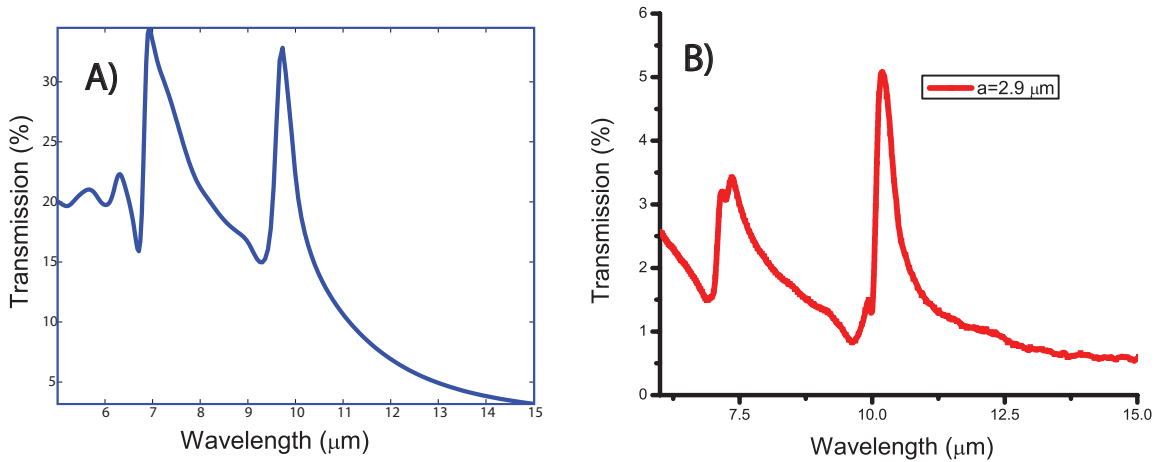 A)
Transmission (%)
30
25
20
15
10
5
6 7 8 9 10 11 12 13 14 15
Wavelength (μm)
B)
a=2.9 μm
Transmission (%)
6
5
4
3
2
1
0
7.5 10.0 12.5 15.0
Wavelength (μm)